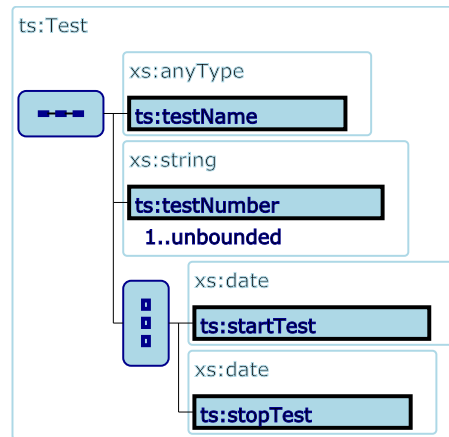 ts:Test
xs:anyType
ts:testName
xs:string
ts:testNumber
1..unbounded
xs:date
ts:startTest
xs:date
ts:stopTest